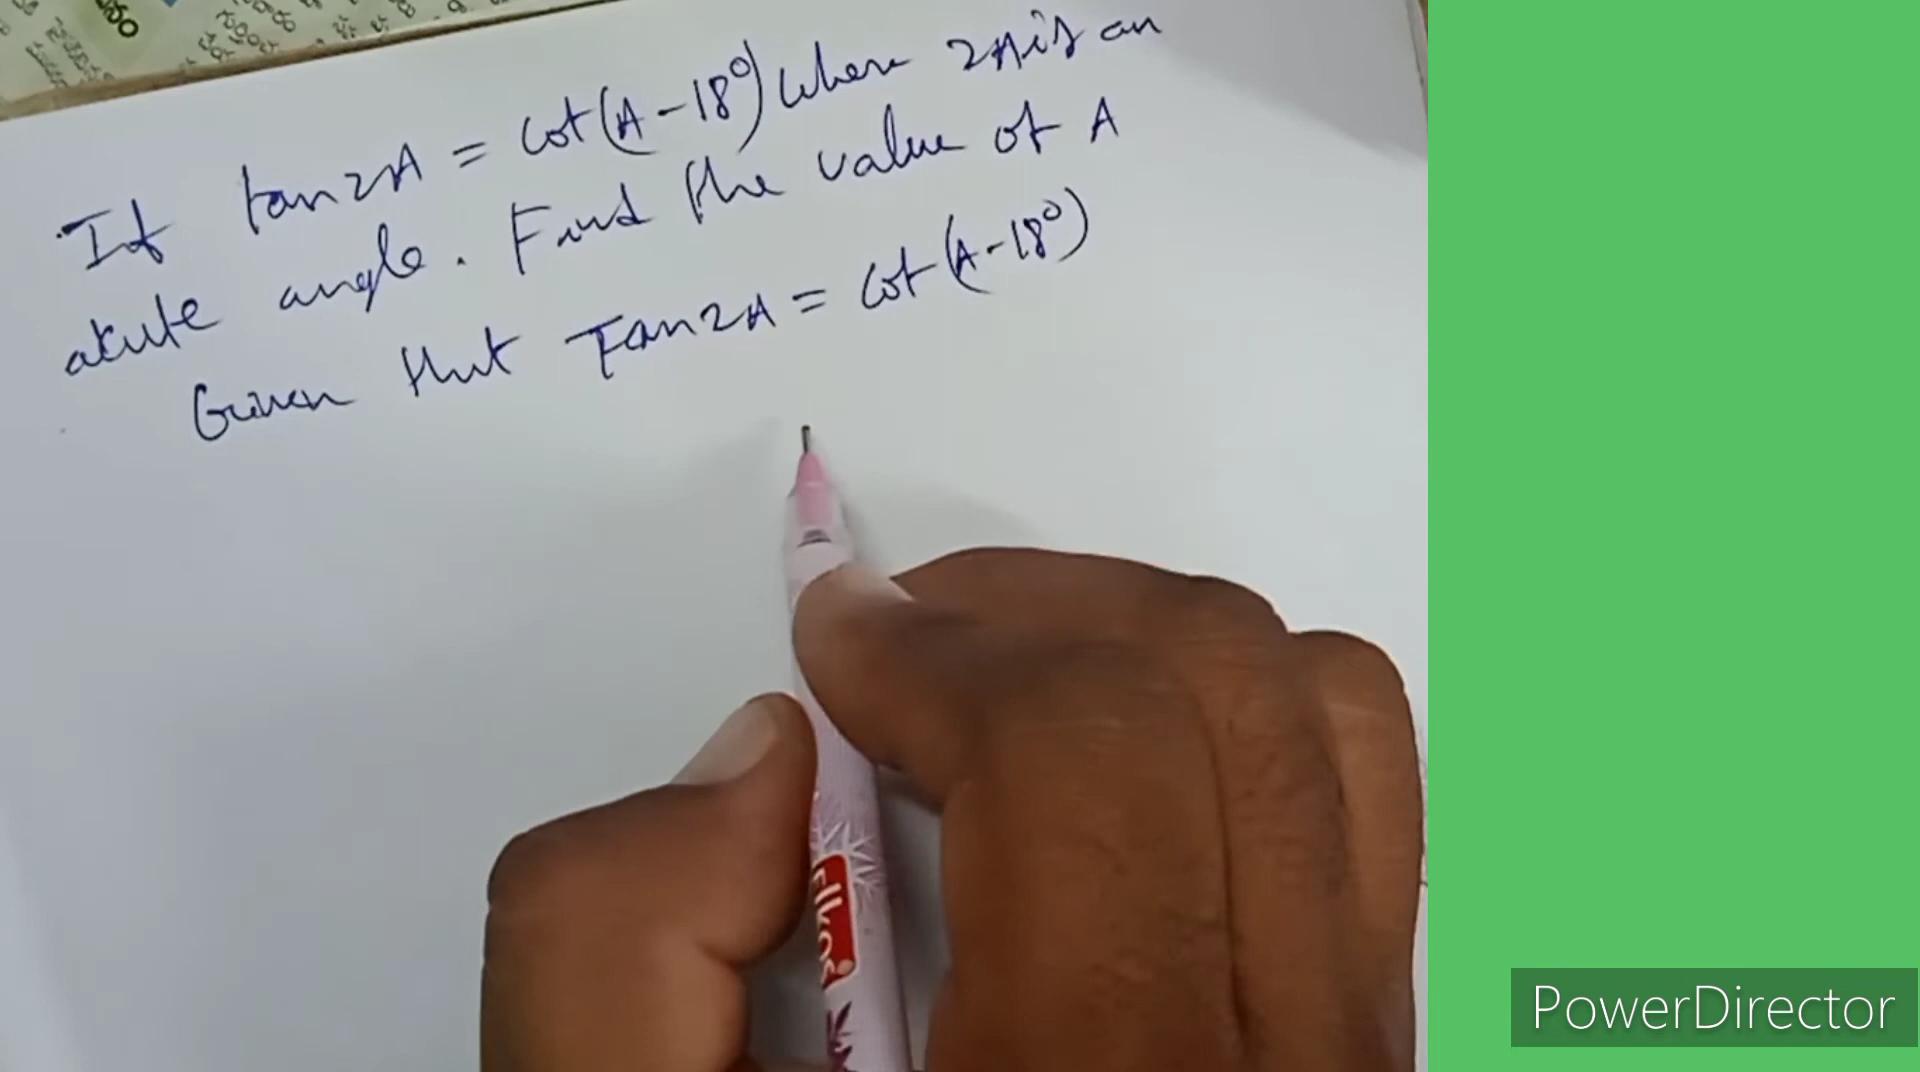 If tan2A = cot(A-18°) where 2A is an
acute angle. Find the value of A
Given that Tan2A = cot(A-18°)
Elkos
PowerDirector